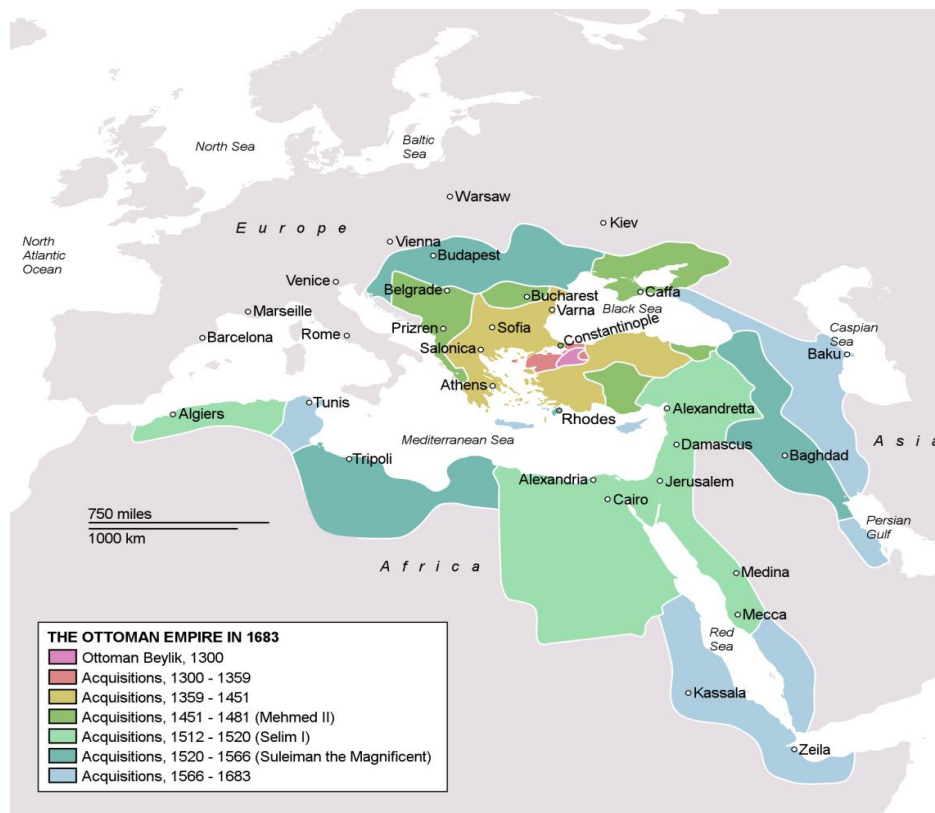 North Sea
Baltic
Sea
Warsaw
Europe
Kiev
North
Atlantic
Ocean
Vienna
Budapest
Venice
Belgrade
Bucharest
Caffa
Marseille
Varna
Black Sea
Caspian
Sea
Barcelona
Rome
Prizren
Sofia
Constantinople
Salonica
Baku
Athens
Tunis
Algiers
Rhodes
Alexandretta
Mediterranean Sea
Damascus
Asia
Tripoli
Baghdad
Alexandria
Jerusalem
Cairo
750 miles
1000 km
Persian
Gulf
Africa
Medina
Mecca
Red
Sea
Kassala
Zeila
THE OTTOMAN EMPIRE IN 1683
Ottoman Beylik, 1300
Acquisitions, 1300 - 1359
Acquisitions, 1359 - 1451
Acquisitions, 1451 - 1481 (Mehmed II)
Acquisitions, 1512 - 1520 (Selim I)
Acquisitions, 1520 - 1566 (Suleiman the Magnificent)
Acquisitions, 1566 - 1683